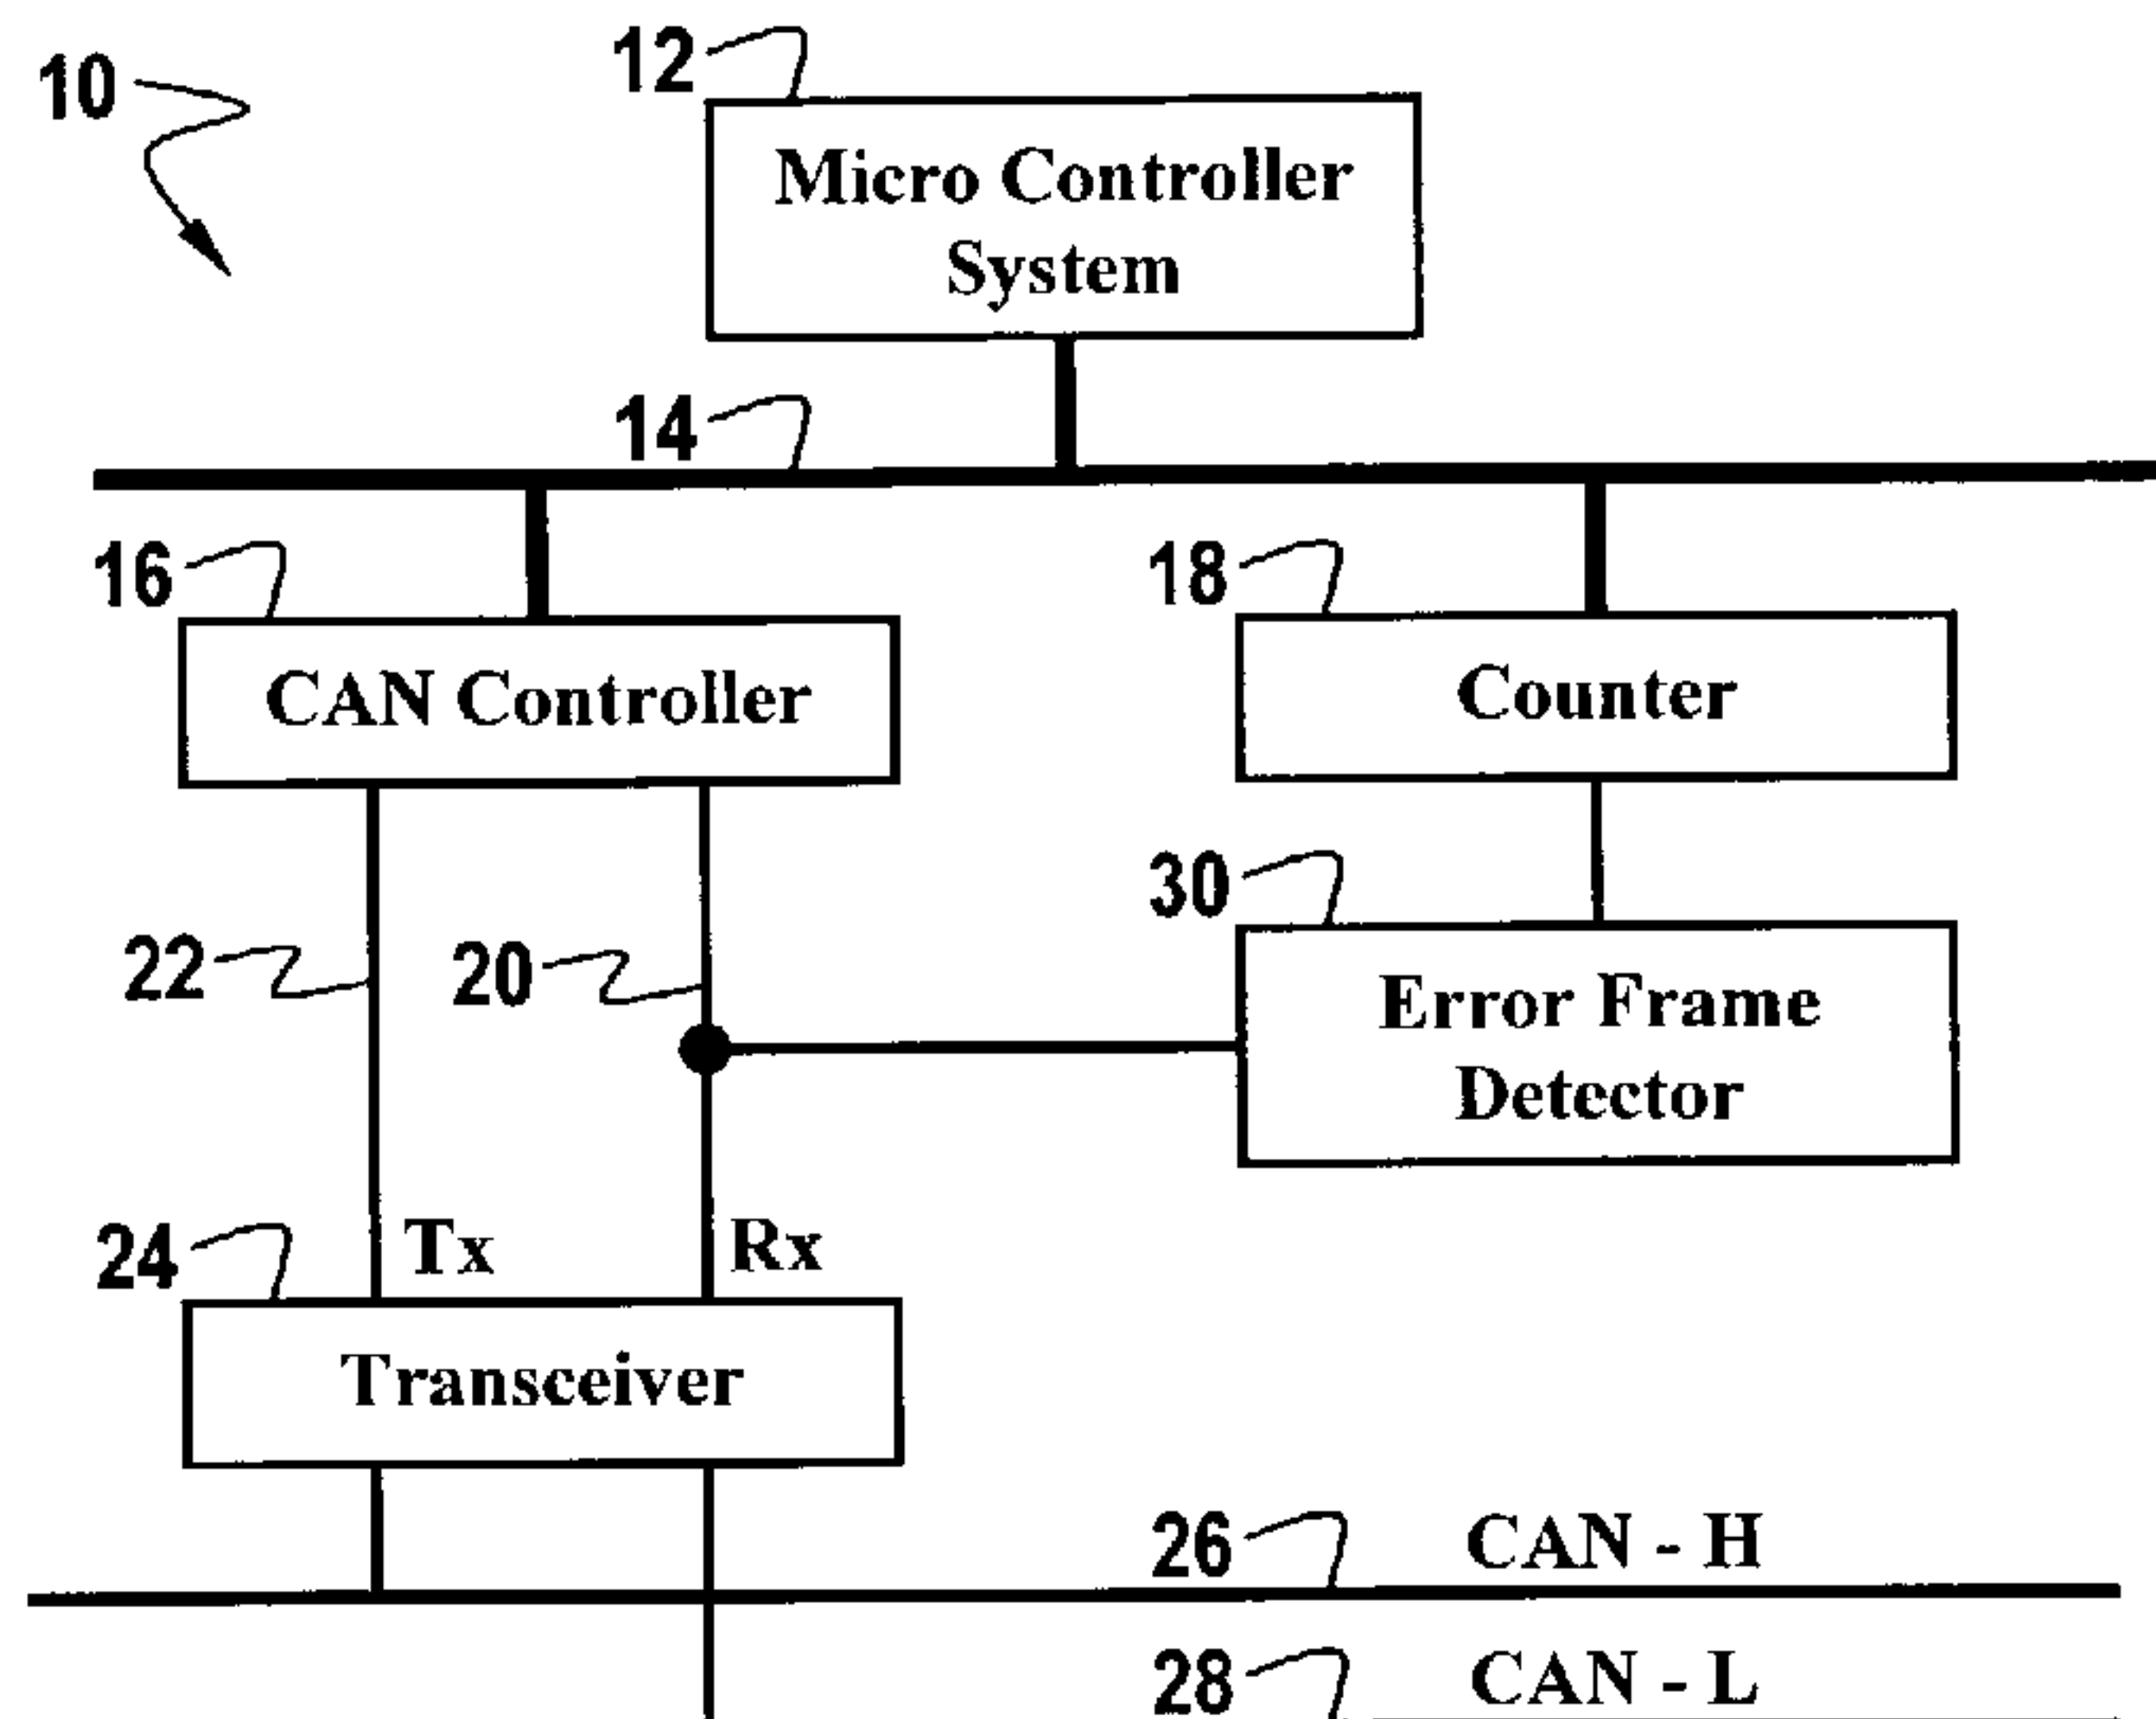 10
12
Micro Controller
System
14
16
18
CAN Controller
Counter
30
22
20
Error Frame
Detector
24
Tx
Rx
Transceiver
26
CAN - H
28
CAN - L